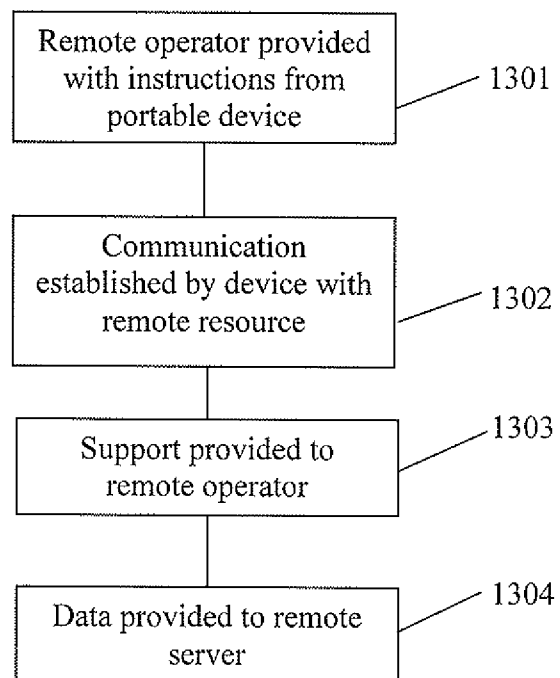 Remote operator provided
with instructions from
portable device
1301
Communication
established by device with
remote resource
1302
Support provided to
remote operator
1303
Data provided to remote
server
1304